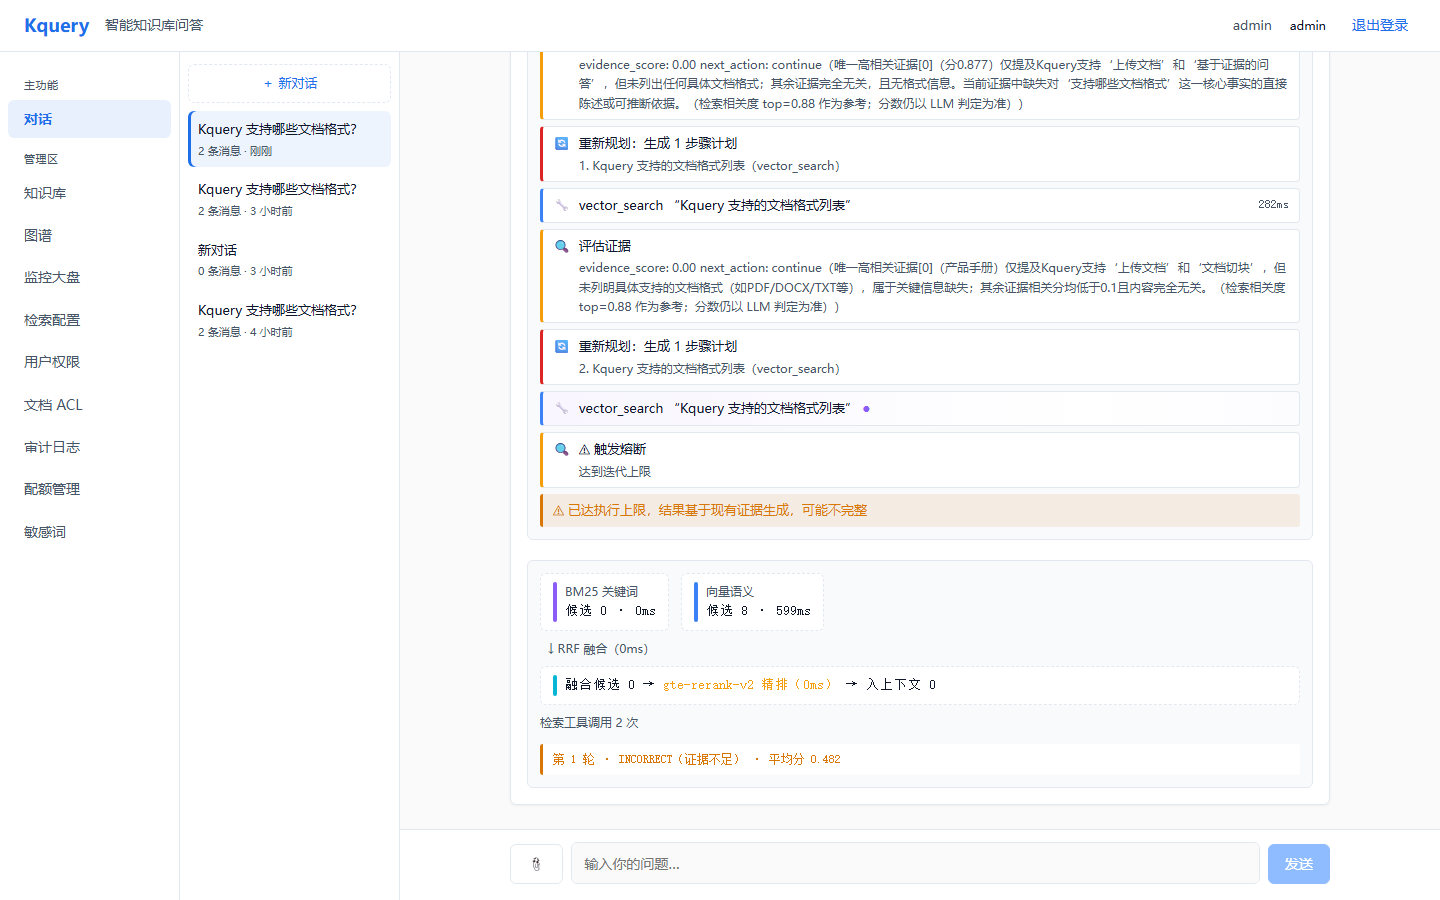 Kquery 智能知识库问答
admin admin 退出登录
主功能
对话
管理区
知识库
图谱
监控大盘
检索配置
用户权限
文档 ACL
审计日志
配额管理
敏感词
+ 新对话
Kquery 支持哪些文档格式?
2 条消息 · 刚刚
Kquery 支持哪些文档格式?
2 条消息 · 3 小时前
新对话
0 条消息 · 3 小时前
Kquery 支持哪些文档格式?
2 条消息 · 4 小时前
evidence_score: 0.00 next_action: continue（唯一高相关证据[0]（分0.877）仅提及Kquery支持‘上传文档’和‘基于证据的问
答’，但未列出任何具体文档格式；其余证据完全无关，且无格式信息。当前证据中缺失对‘支持哪些文档格式’这一核心事实的直接
陈述或可推断依据。（检索相关度 top=0.88 作为参考；分数仍以 LLM 判定为准））
重新规划：生成 1 步骤计划
1. Kquery 支持的文档格式列表（vector_search）
vector_search “Kquery 支持的文档格式列表” 282ms
评估证据
evidence_score: 0.00 next_action: continue（唯一高相关证据[0]（产品手册）仅提及Kquery支持‘上传文档’和‘文档切块’，但
未列明具体支持的文档格式（如PDF/DOCX/TXT等），属于关键信息缺失；其余证据相关分均低于0.1且内容完全无关。（检索相关度
top=0.88 作为参考；分数仍以 LLM 判定为准））
重新规划：生成 1 步骤计划
2. Kquery 支持的文档格式列表（vector_search）
vector_search “Kquery 支持的文档格式列表”
⚠ 触发熔断
达到迭代上限
⚠ 已达执行上限，结果基于现有证据生成，可能不完整
BM25 关键词
候选 0 · 0ms
向量语义
候选 8 · 599ms
↓ RRF 融合（0ms）
融合候选 0 → gte-rerank-v2 精排（0ms） → 入上下文 0
检索工具调用 2 次
第 1 轮 · INCORRECT（证据不足） · 平均分 0.482
输入你的问题...
发送